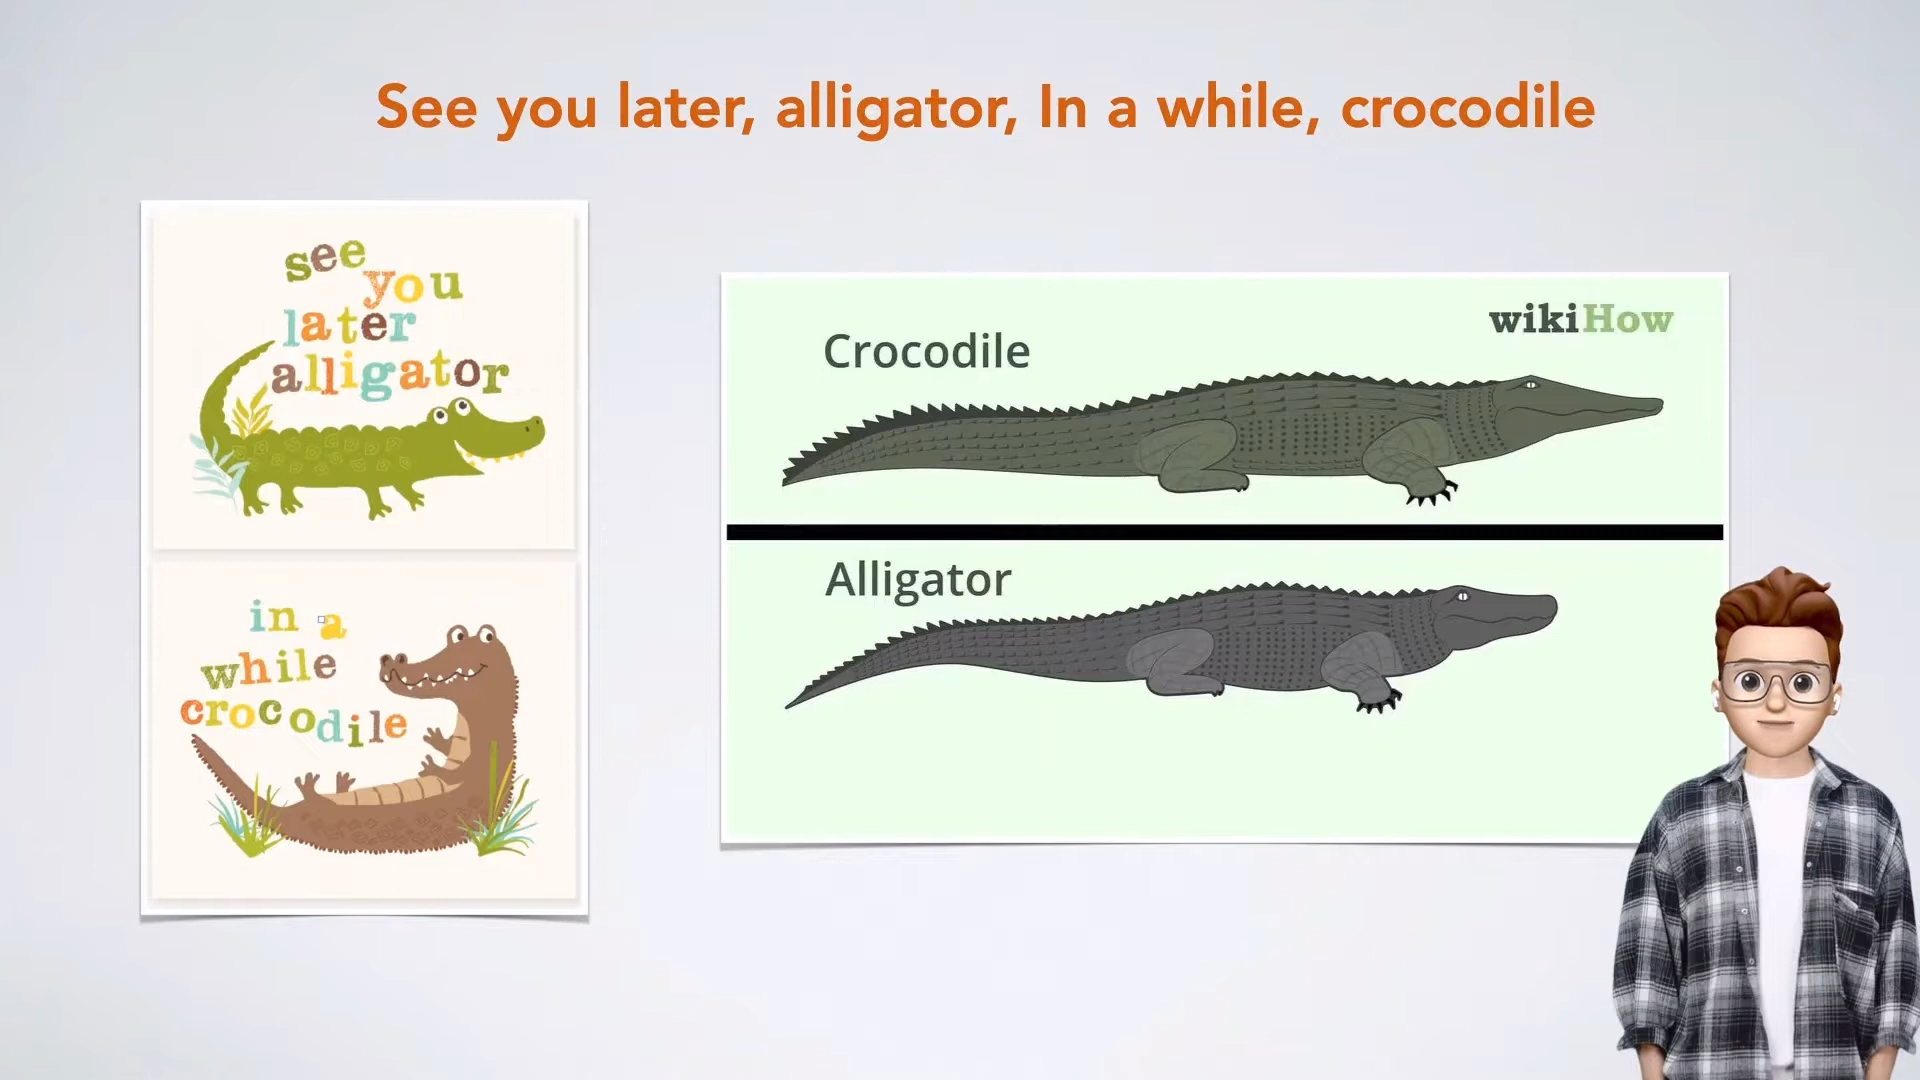 See you later, alligator, In a while, crocodile
see
you
later
alligator
in a
while
crocodile
wikiHow
Crocodile
Alligator